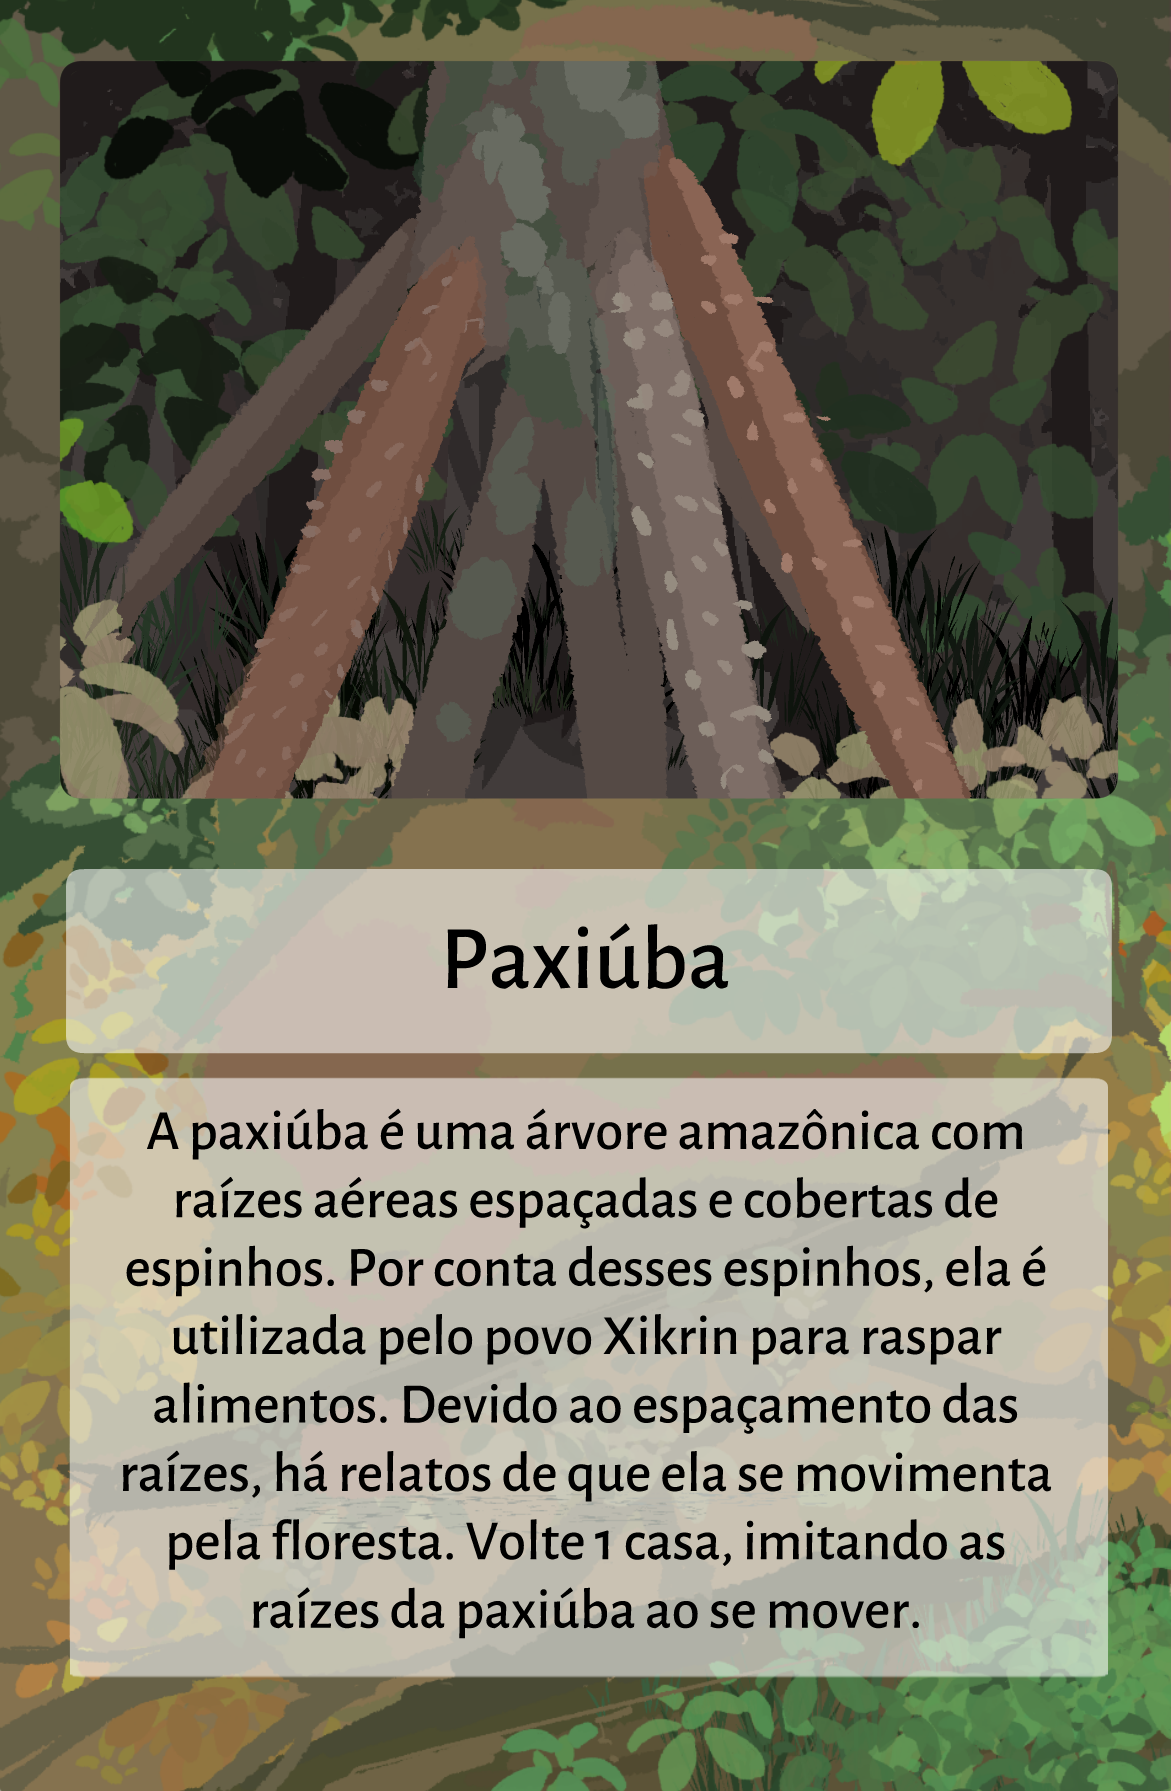 Paxiúba
A paxiúba é uma árvore amazônica com
raízes aéreas espaçadas e cobertas de
espinhos. Por conta desses espinhos, ela é
utilizada pelo povo Xikrin para raspar
alimentos. Devido ao espaçamento das
raízes, há relatos de que ela se movimenta
pela floresta. Volte 1 casa, imitando as
raízes da paxiúba ao se mover.